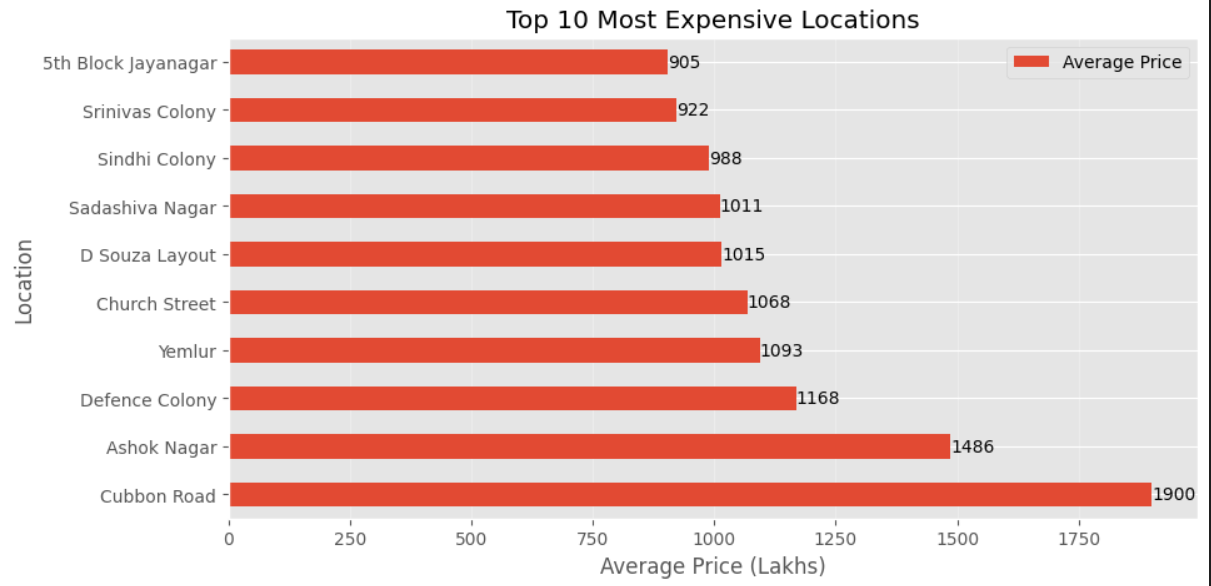 Top 10 Most Expensive Locations
Average Price
5th Block Jayanagar 905
Srinivas Colony 922
Sindhi Colony 988
Sadashiva Nagar 1011
D Souza Layout 1015
Church Street 1068
Yemlur 1093
Defence Colony 1168
Ashok Nagar 1486
Cubbon Road 1900
Location
0 250 500 750 1000 1250 1500 1750
Average Price (Lakhs)